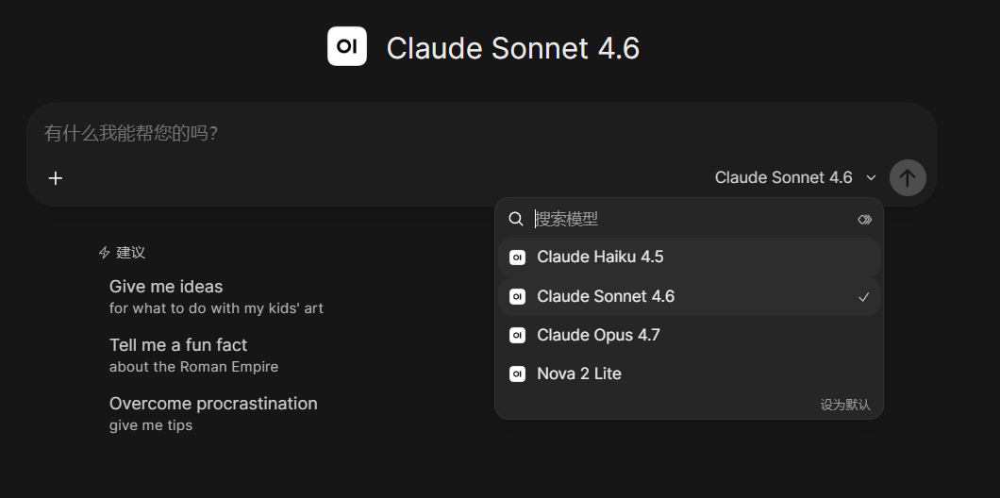 OI Claude Sonnet 4.6
有什么我能帮您的吗?
Claude Sonnet 4.6
搜索模型
OI Claude Haiku 4.5
OI Claude Sonnet 4.6
OI Claude Opus 4.7
OI Nova 2 Lite
设为默认
建议
Give me ideas
for what to do with my kids' art
Tell me a fun fact
about the Roman Empire
Overcome procrastination
give me tips